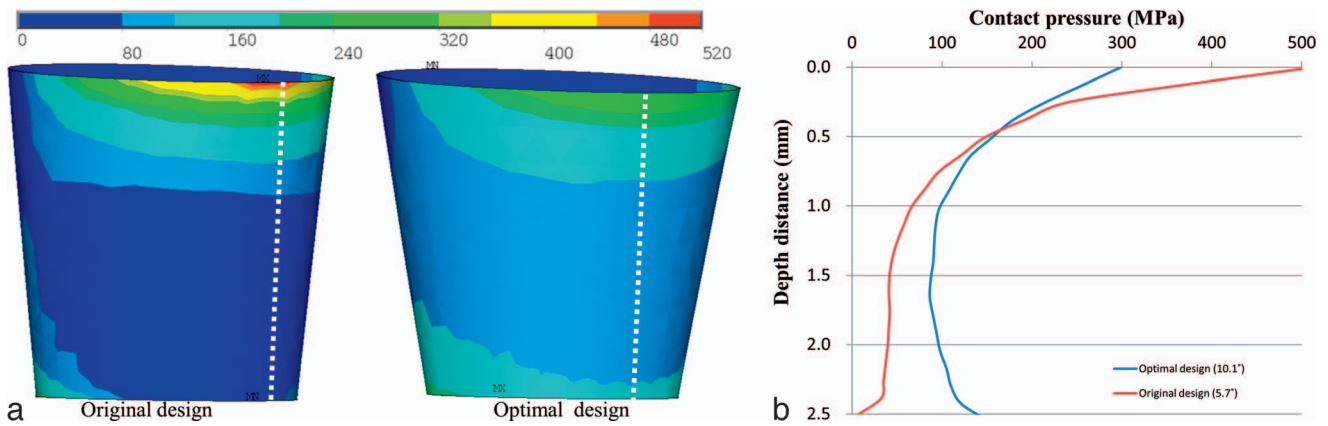 0 80 160 240 320 400 480 520
MX
MN
MN
MX
a
Original design
Optimal design
Contact pressure (MPa)
0 100 200 300 400 500
Depth distance (mm)
0.0
0.5
1.0
1.5
2.0
2.5
Optimal design (10.1°)
Original design (5.7°)
b